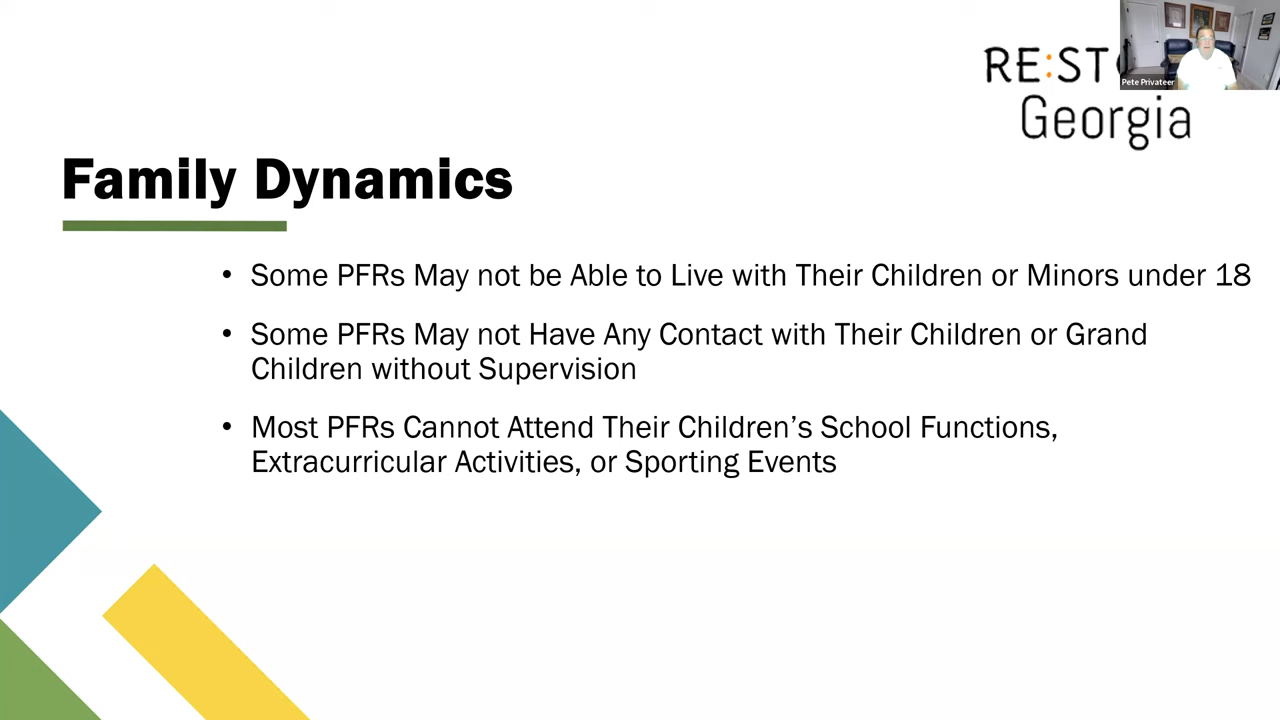 RE:ST
Georgia
Pete Privateer
Family Dynamics
• Some PFRs May not be Able to Live with Their Children or Minors under 18
• Some PFRs May not Have Any Contact with Their Children or Grand
Children without Supervision
• Most PFRs Cannot Attend Their Children’s School Functions,
Extracurricular Activities, or Sporting Events